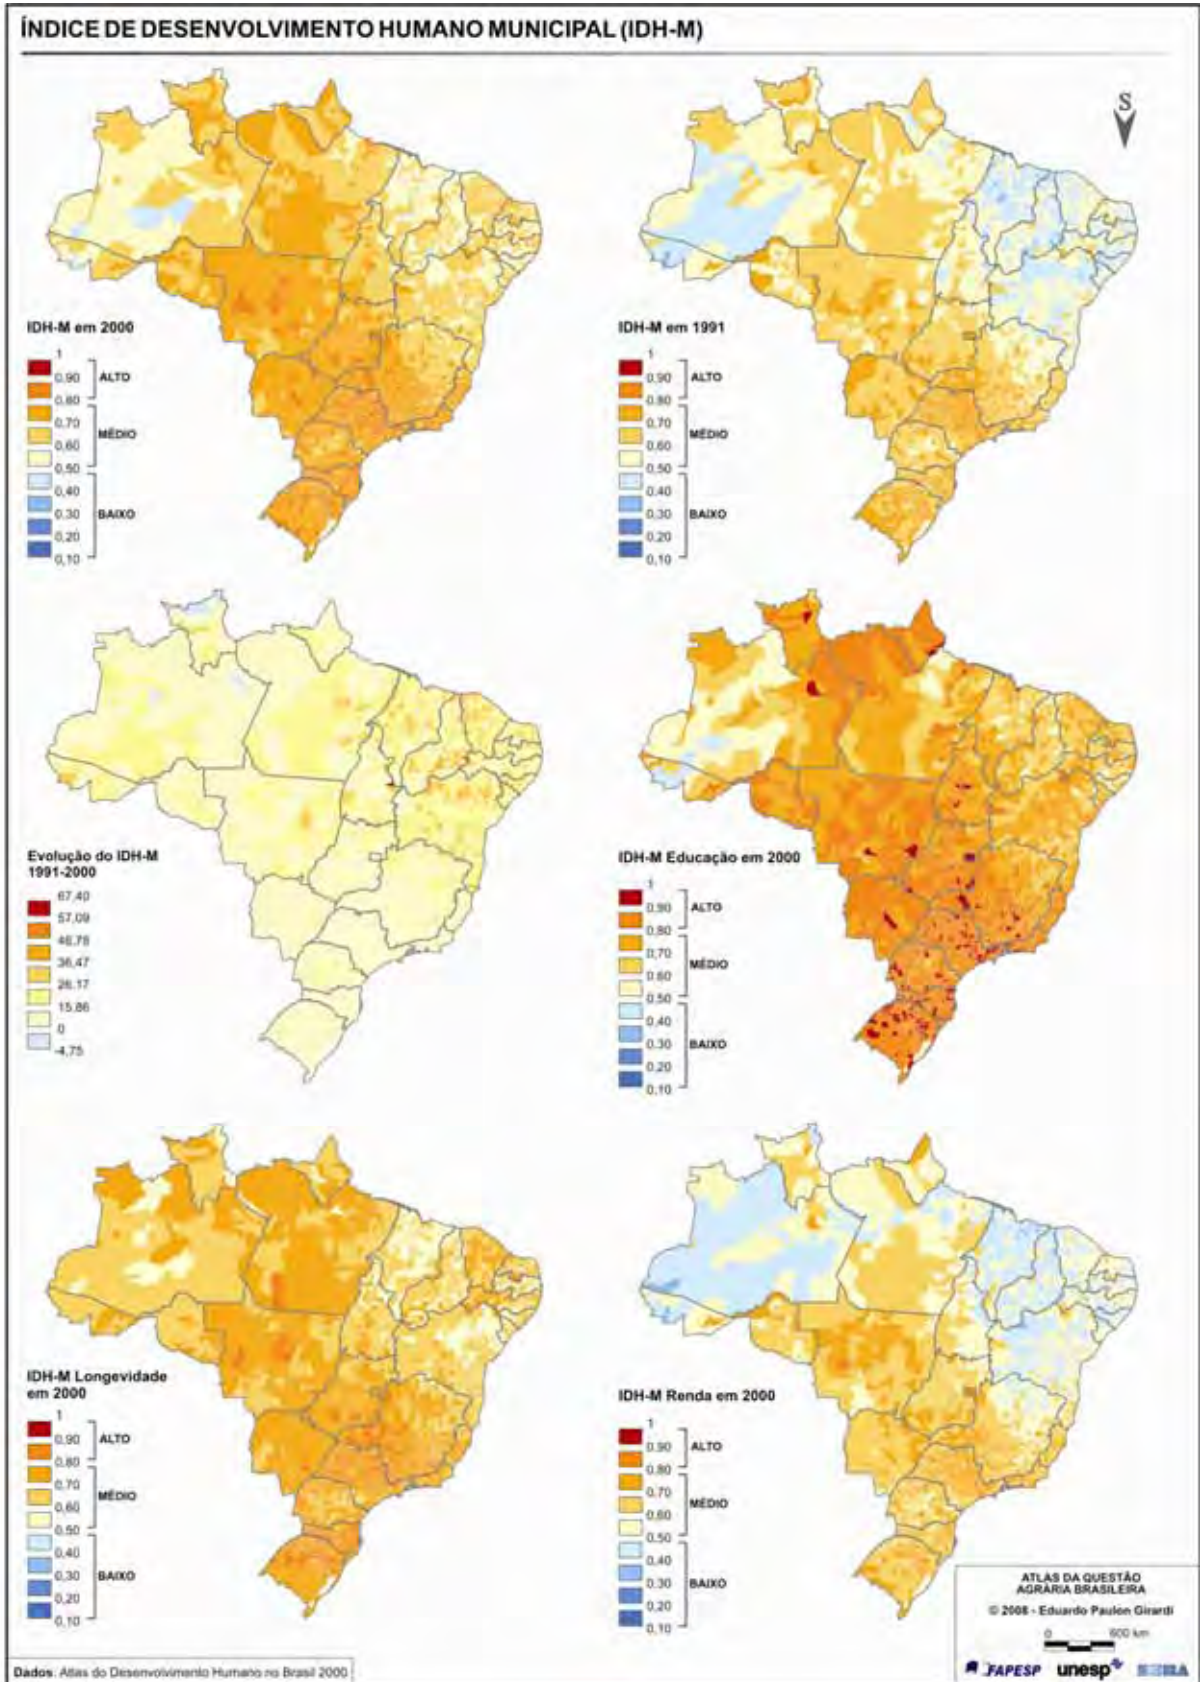 ÍNDICE DE DESENVOLVIMENTO HUMANO MUNICIPAL (IDH-M)
S
IDH-M em 2000
1
0,90
0,80
ALTO
0,70
0,60
0,50
MÉDIO
0,40
0,30
0,20
0,10
BAIXO
IDH-M em 1991
1
0,90
0,80
ALTO
0,70
0,60
0,50
MÉDIO
0,40
0,30
0,20
0,10
BAIXO
Evolução do IDH-M
1991-2000
67,40
57,09
46,78
36,47
26,17
15,86
0
-4,75
IDH-M Educação em 2000
1
0,90
0,80
ALTO
0,70
0,60
0,50
MÉDIO
0,40
0,30
0,20
0,10
BAIXO
IDH-M Longevidade
em 2000
1
0,90
0,80
ALTO
0,70
0,60
0,50
MÉDIO
0,40
0,30
0,20
0,10
BAIXO
IDH-M Renda em 2000
1
0,90
0,80
ALTO
0,70
0,60
0,50
MÉDIO
0,40
0,30
0,20
0,10
BAIXO
ATLAS DA QUESTÃO
AGRÁRIA BRASILEIRA
© 2008 - Eduardo Paulon Girardi
0 600 km
FAPESP unesp
Dados: Atlas do Desenvolvimento Humano no Brasil 2000